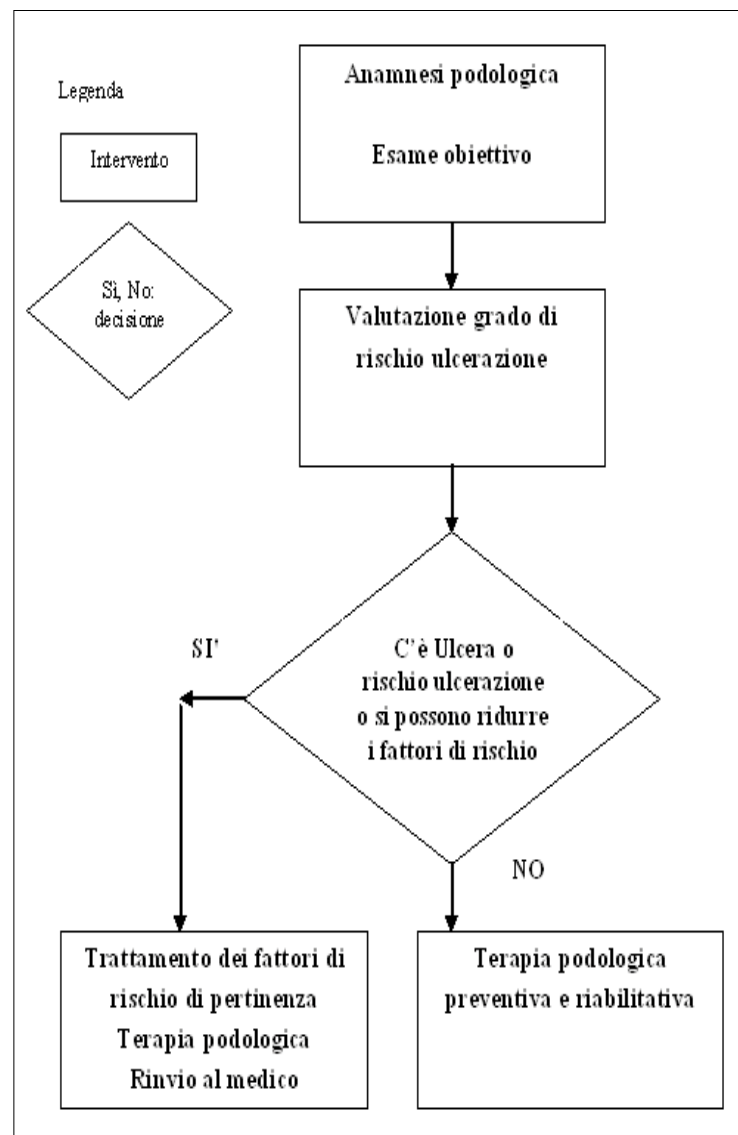 Legenda
Intervento
Sì, No:
decisione
Anamnesi podologica
Esame obiettivo
Valutazione grado di
rischio ulcerazione
C'è Ulcera o
rischio ulcerazione
o si possono ridurre
i fattori di rischio
SI'
NO
Trattamento dei fattori di
rischio di pertinenza
Terapia podologica
Rinvio al medico
Terapia podologica
preventiva e riabilitativa